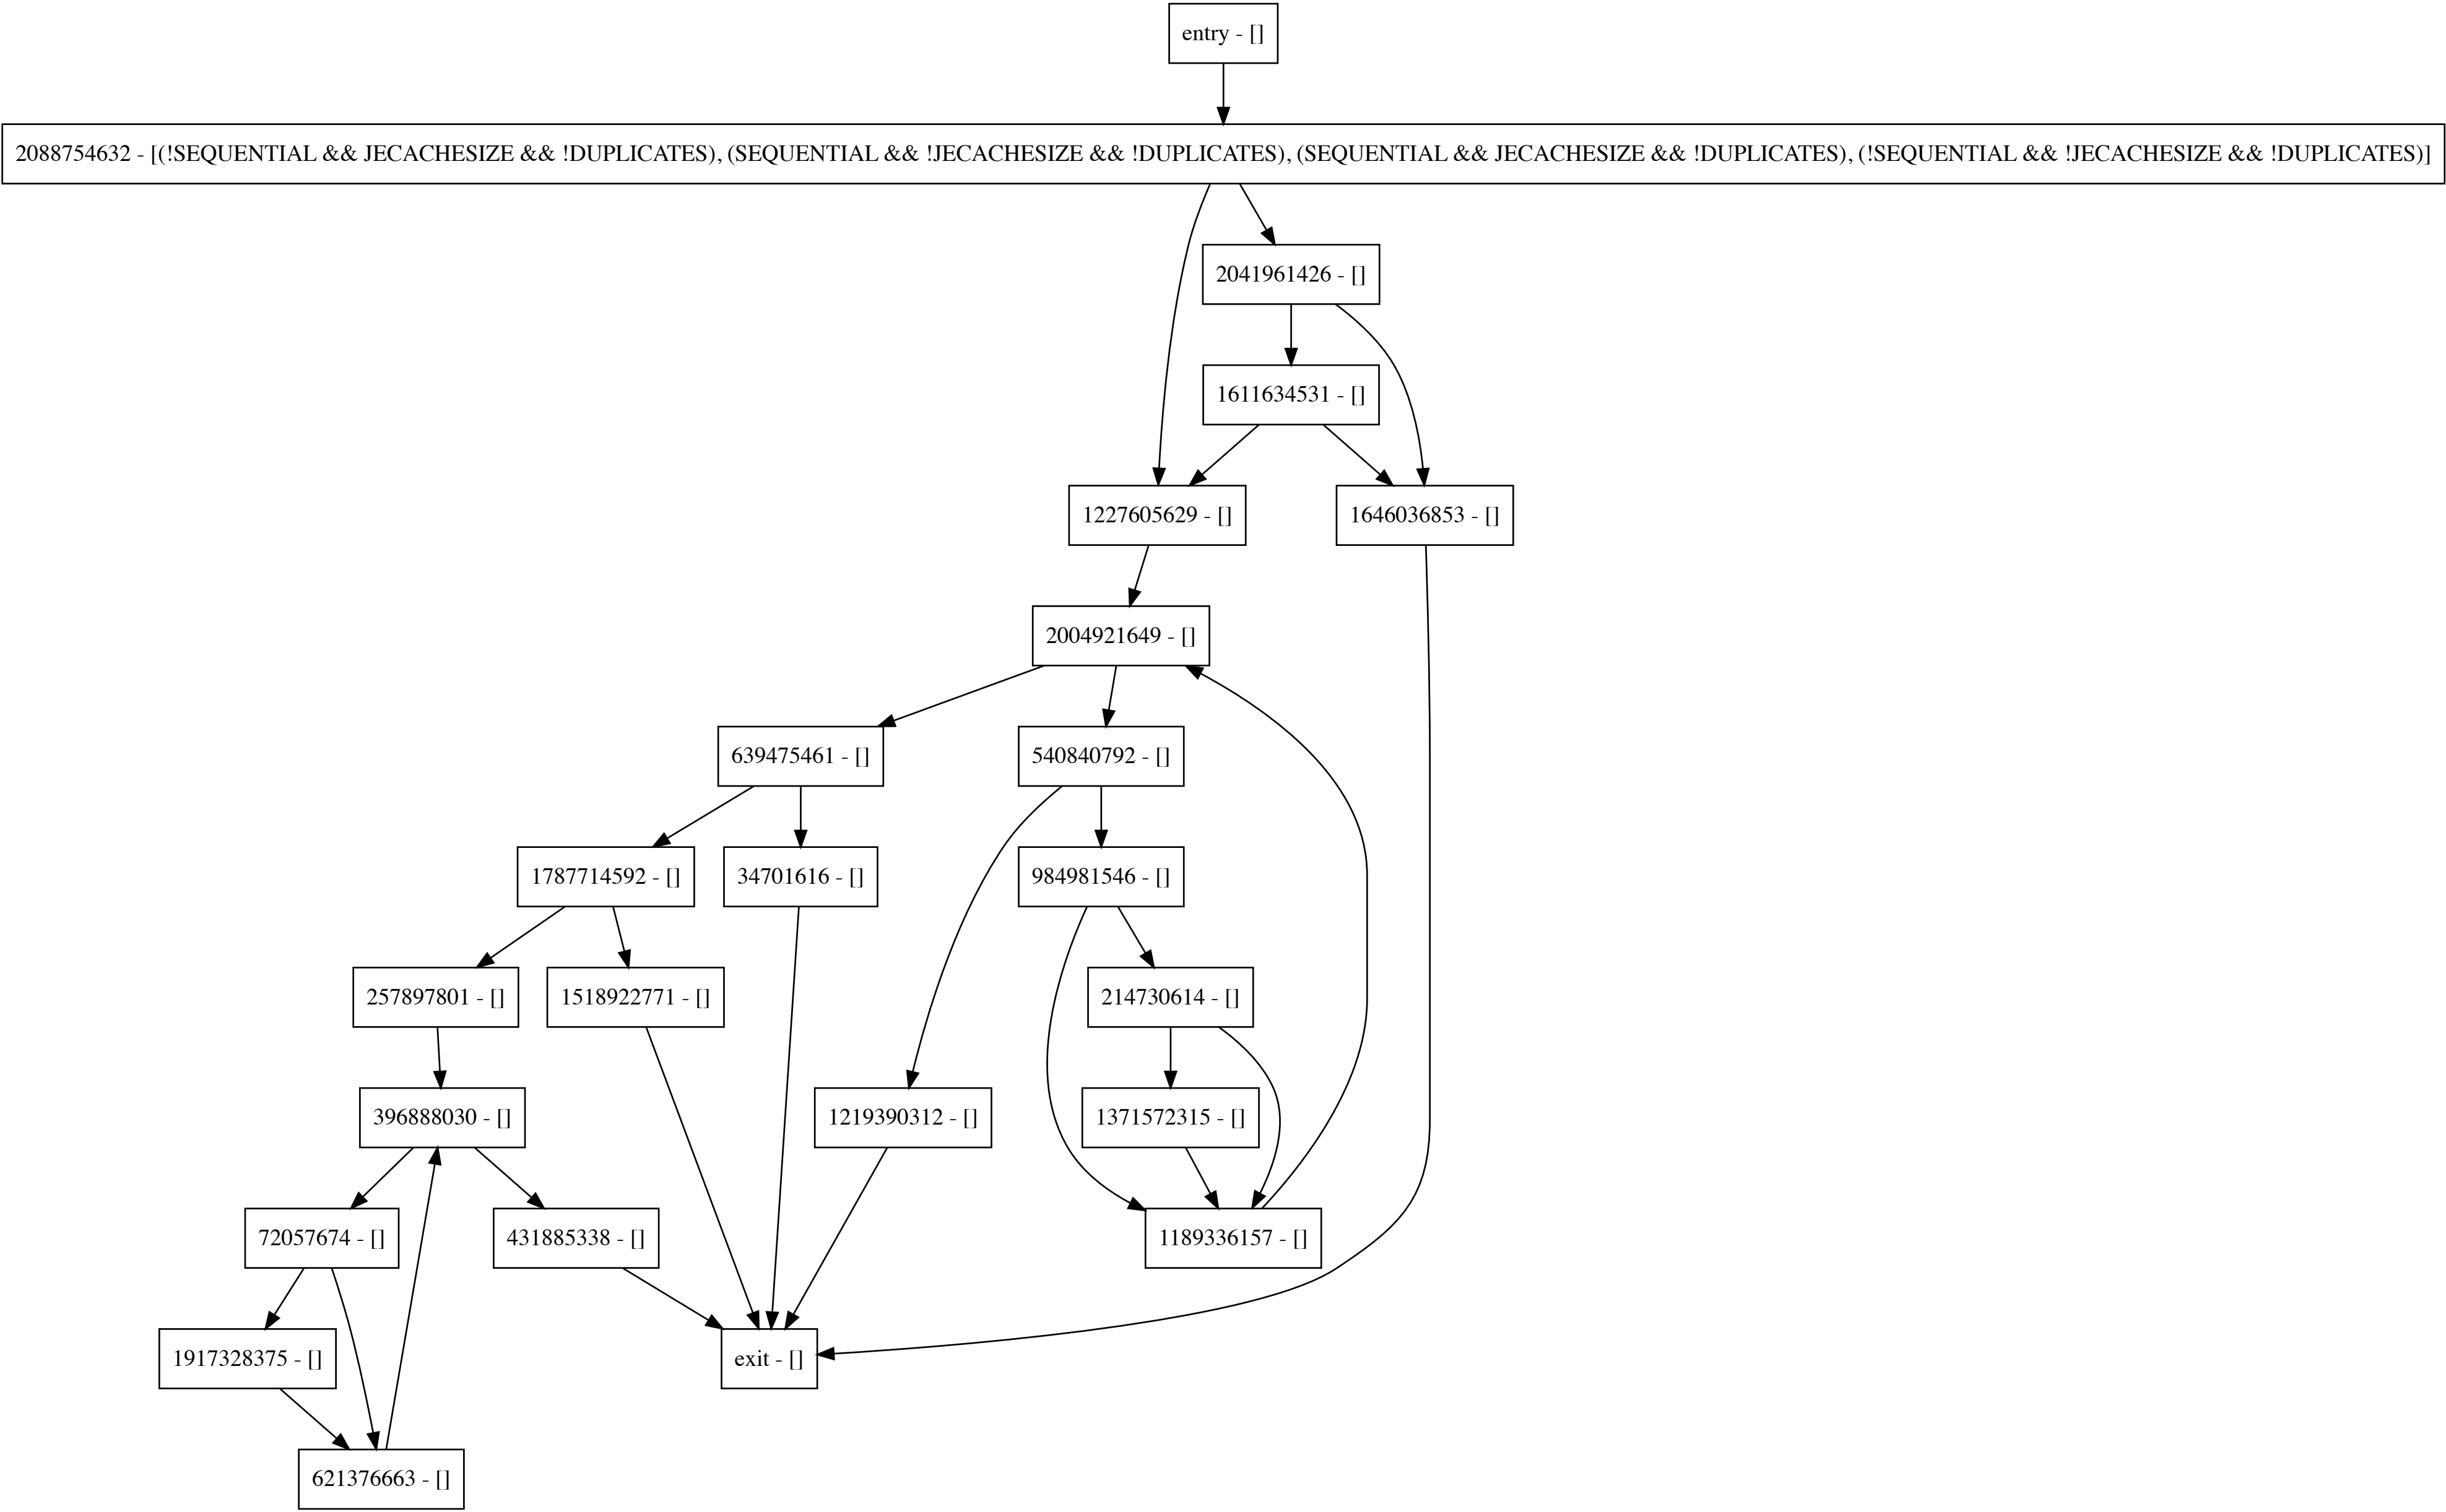 entry - []
2088754632 - [(!SEQUENTIAL && JECACHESIZE && !DUPLICATES), (SEQUENTIAL && !JECACHESIZE && !DUPLICATES), (SEQUENTIAL && JECACHESIZE && !DUPLICATES), (!SEQUENTIAL && !JECACHESIZE && !DUPLICATES)]
2041961426 - []
1611634531 - []
1227605629 - []
1646036853 - []
2004921649 - []
639475461 - []
540840792 - []
1787714592 - []
34701616 - []
984981546 - []
257897801 - []
1518922771 - []
214730614 - []
396888030 - []
1219390312 - []
1371572315 - []
72057674 - []
431885338 - []
1189336157 - []
1917328375 - []
exit - []
621376663 - []